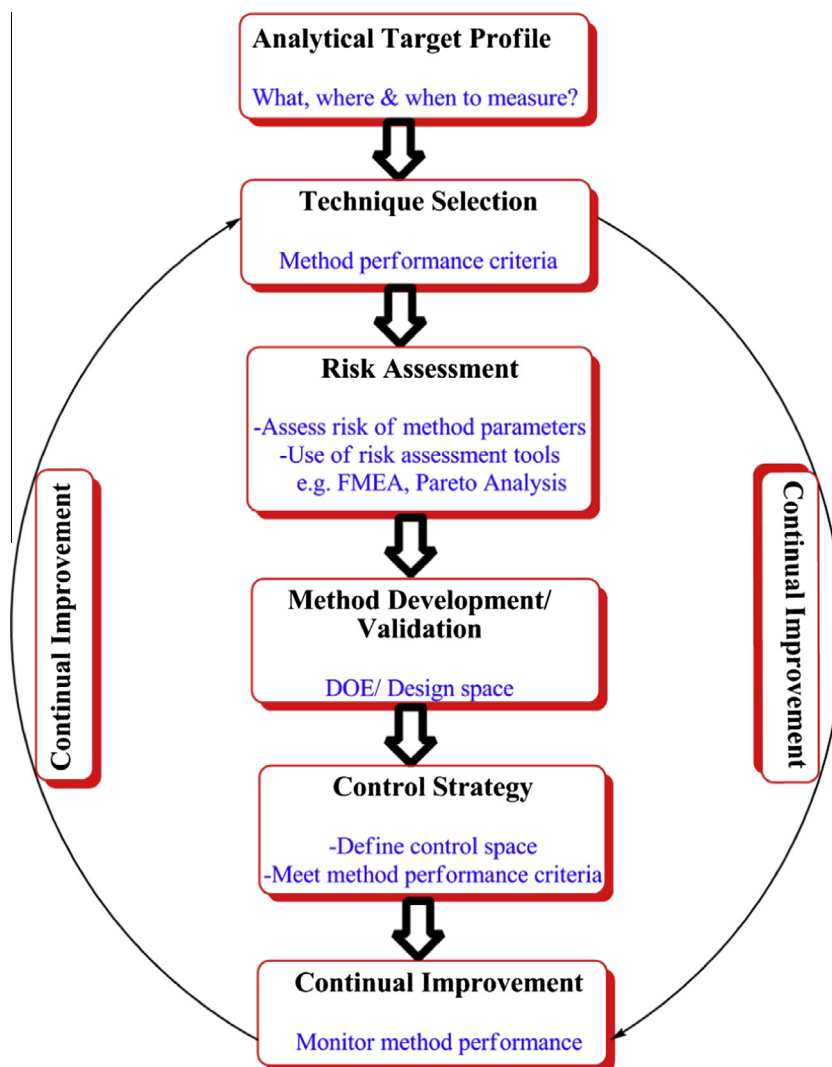 Analytical Target Profile
What, where & when to measure?
Technique Selection
Method performance criteria
Risk Assessment
-Assess risk of method parameters
-Use of risk assessment tools
e.g. FMEA, Pareto Analysis
Continual Improvement
Continual Improvement
Method Development/
Validation
DOE/ Design space
Control Strategy
-Define control space
-Meet method performance criteria
Continual Improvement
Monitor method performance